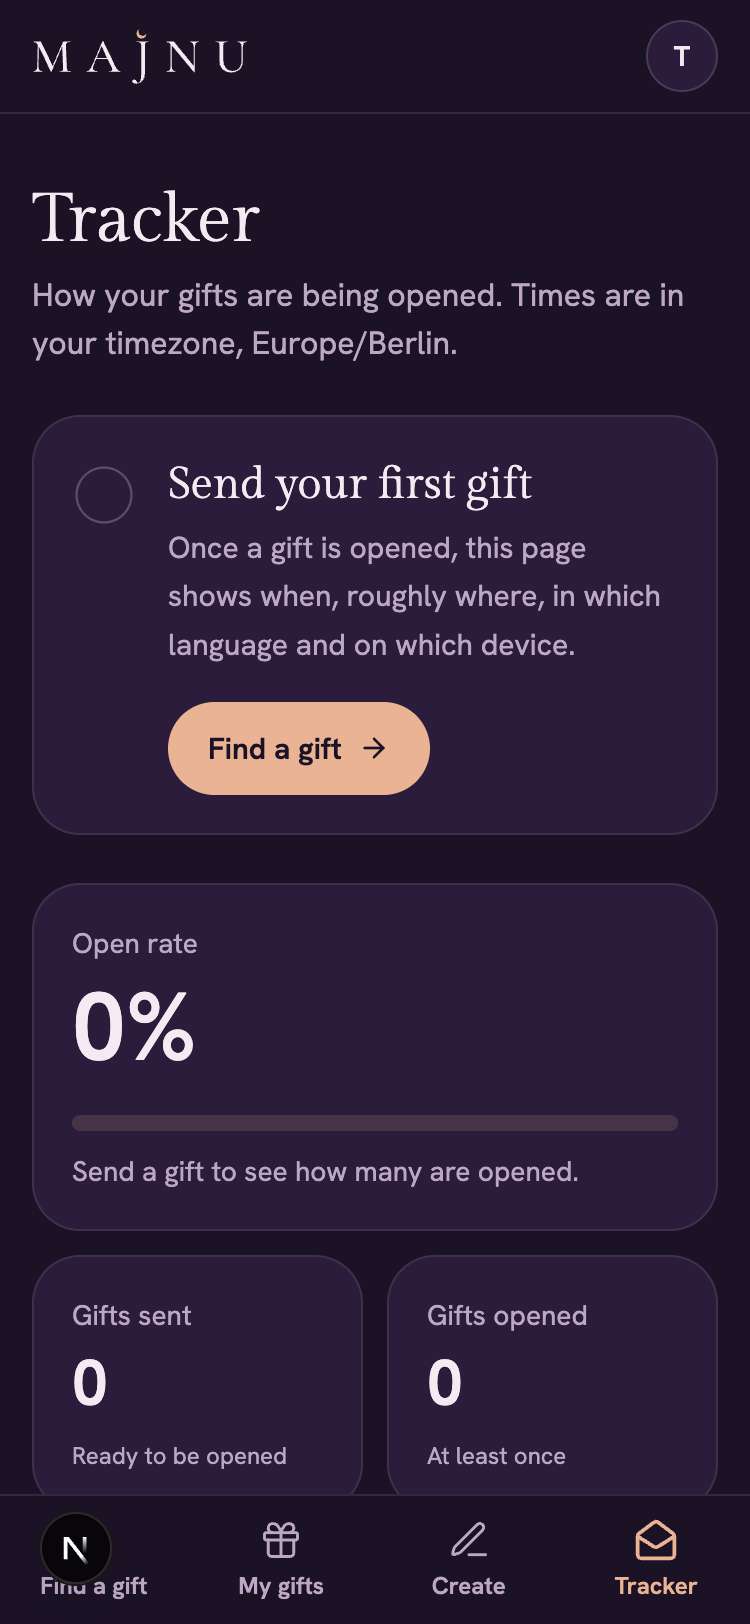 MAJNU
T
Tracker
How your gifts are being opened. Times are in
your timezone, Europe/Berlin.
Send your first gift
Once a gift is opened, this page
shows when, roughly where, in which
language and on which device.
Find a gift →
Open rate
0%
Send a gift to see how many are opened.
Gifts sent
0
Ready to be opened
Gifts opened
0
At least once
N
Find a gift
My gifts
Create
Tracker